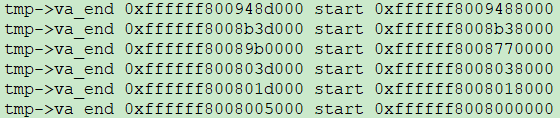 tmp->va_end 0xffffff800948d000 start 0xffffff8009488000
tmp->va_end 0xffffff8008b3d000 start 0xffffff8008b38000
tmp->va_end 0xffffff80089b0000 start 0xffffff8008770000
tmp->va_end 0xffffff800803d000 start 0xffffff8008038000
tmp->va_end 0xffffff800801d000 start 0xffffff8008018000
tmp->va_end 0xffffff8008005000 start 0xffffff8008000000